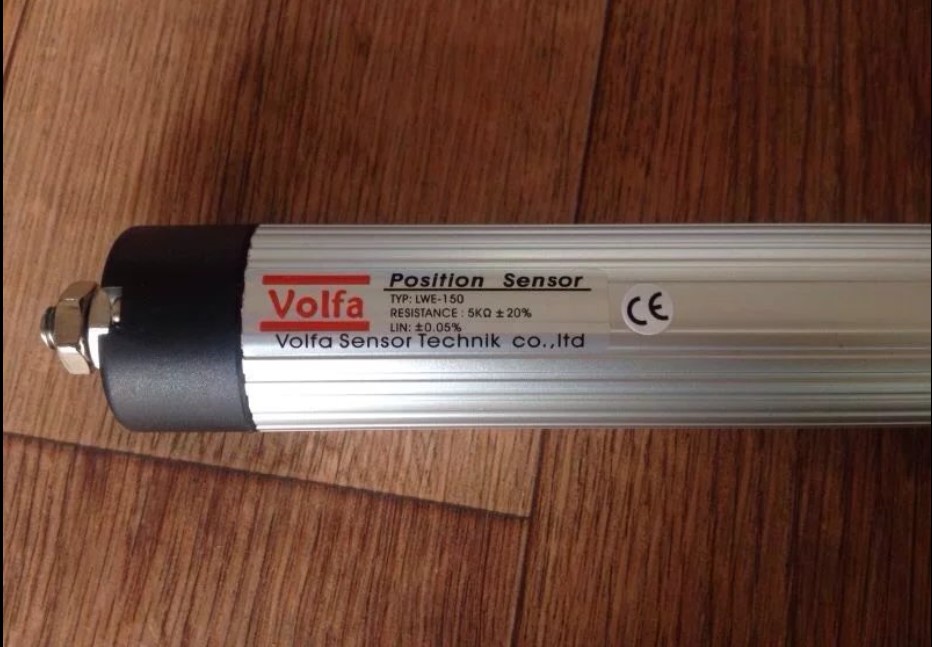 Volfa
Position Sensor
TYP: LWE-150
RESISTANCE : 5KΩ ±20%
LIN: ±0.05%
Volfa Sensor Technik co.,ltd
CE